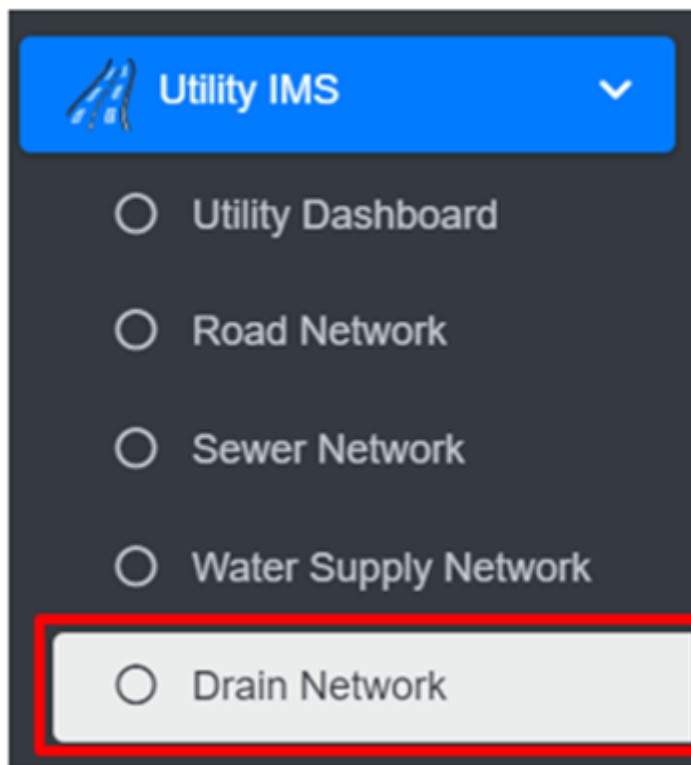 Utility IMS
Utility Dashboard
Road Network
Sewer Network
Water Supply Network
Drain Network